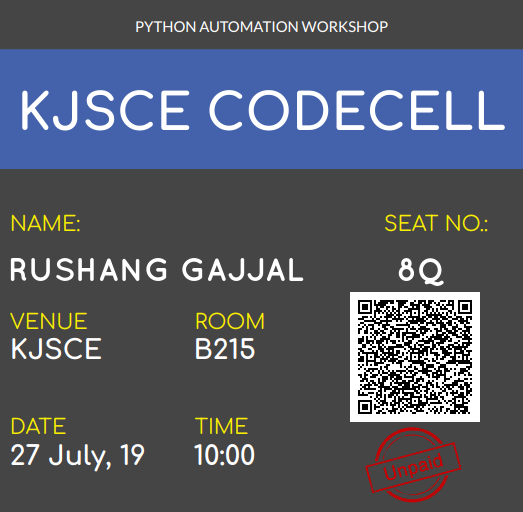 PYTHON AUTOMATION WORKSHOP
KJSCE CODECELL
NAME: SEAT NO.:
RUSHANG GAJJAL 8Q
VENUE ROOM
KJSCE B215
DATE TIME
27 July, 19 10:00
Unpaid